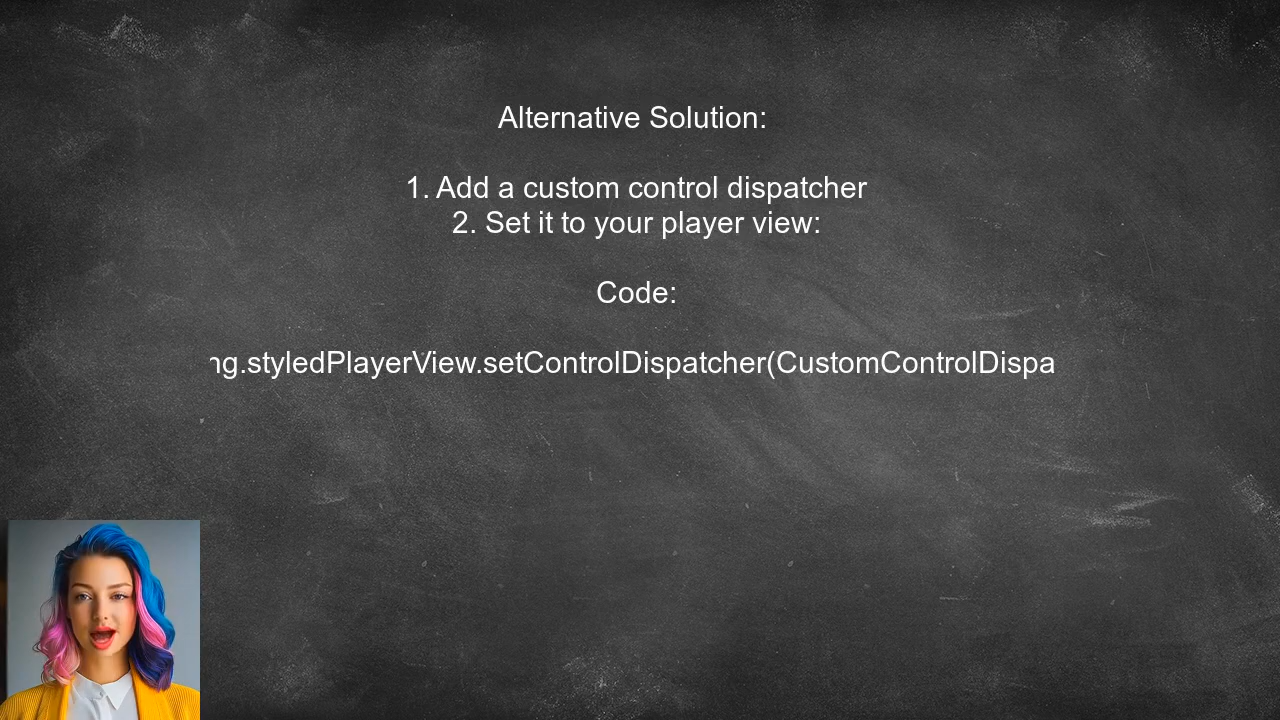 Alternative Solution:
1. Add a custom control dispatcher
2. Set it to your player view:
Code:
ng.styledPlayerView.setControlDispatcher(CustomControlDispa